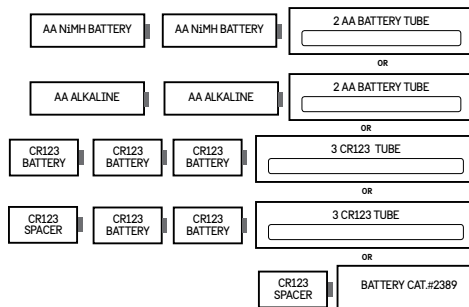 AA NiMH BATTERY AA NiMH BATTERY 2 AA BATTERY TUBE
OR
AA ALKALINE AA ALKALINE 2 AA BATTERY TUBE
OR
CR123 BATTERY CR123 BATTERY CR123 BATTERY 3 CR123 TUBE
OR
CR123 SPACER CR123 BATTERY CR123 BATTERY 3 CR123 TUBE
OR
CR123 SPACER BATTERY CAT.#2389